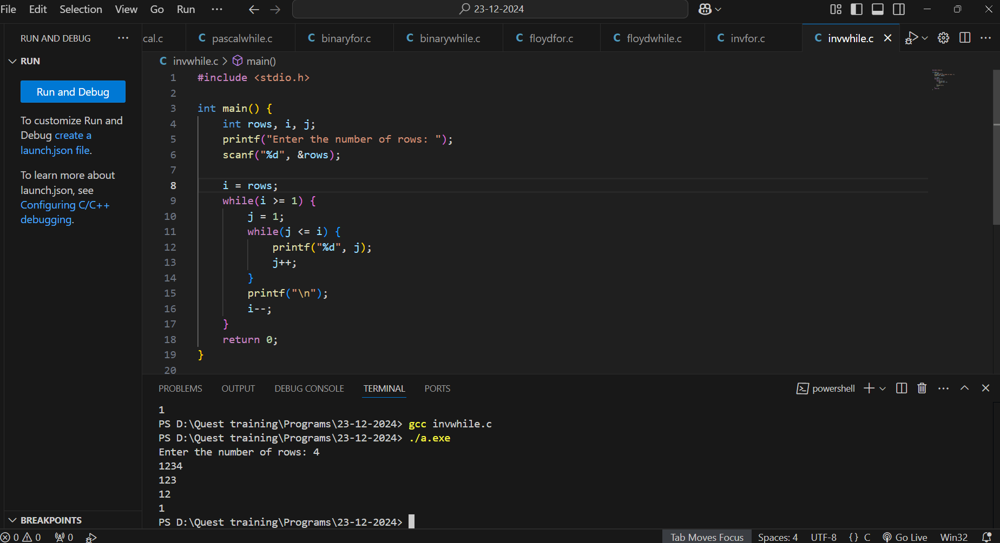 File Edit Selection View Go Run ··· 23-12-2024
RUN AND DEBUG ···
RUN
Run and Debug
To customize Run and
Debug create a
launch.json file.
To learn more about
launch.json, see
Configuring C/C++
debugging.
BREAKPOINTS
cal.c C pascalwhile.c C binaryfor.c C binarywhile.c C floydfor.c C floydwhile.c C invfor.c C invwhile.c
C invwhile.c > main()
1 #include <stdio.h>
2
3 int main() {
4     int rows, i, j;
5     printf("Enter the number of rows: ");
6     scanf("%d", &rows);
7
8     i = rows;
9     while(i >= 1) {
10         j = 1;
11         while(j <= i) {
12             printf("%d", j);
13             j++;
14         }
15         printf("\n");
16         i--;
17     }
18     return 0;
19 }
20
PROBLEMS OUTPUT DEBUG CONSOLE TERMINAL PORTS powershell
1
PS D:\Quest training\Programs\23-12-2024> gcc invwhile.c
PS D:\Quest training\Programs\23-12-2024> ./a.exe
Enter the number of rows: 4
1234
123
12
1
PS D:\Quest training\Programs\23-12-2024>
0 0 0 Tab Moves Focus Spaces: 4 UTF-8 {} C Go Live Win32